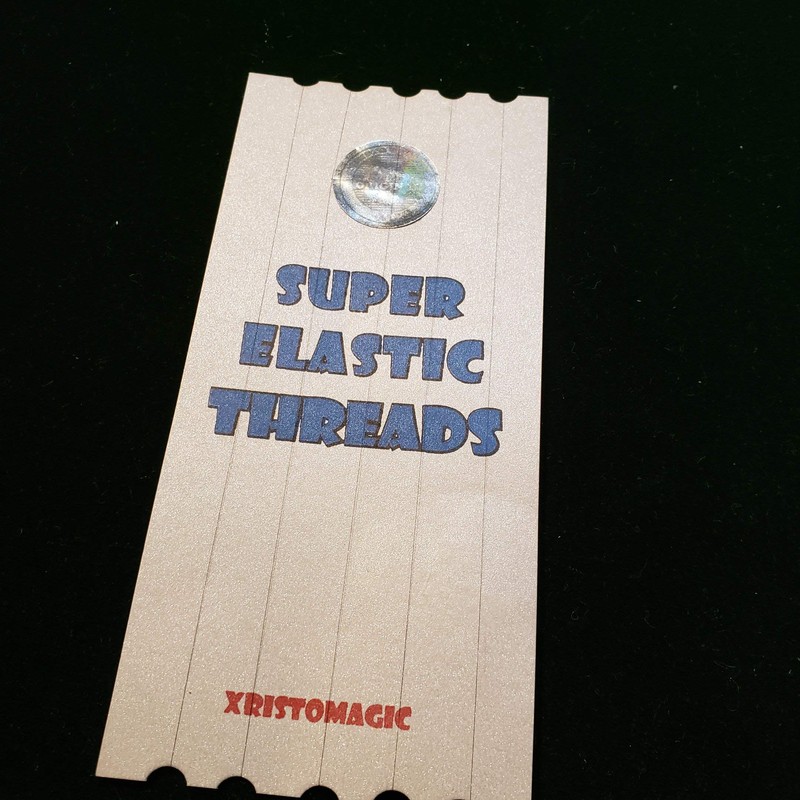 SUPER
ELASTIC
THREADS
XRISTOMAGIC